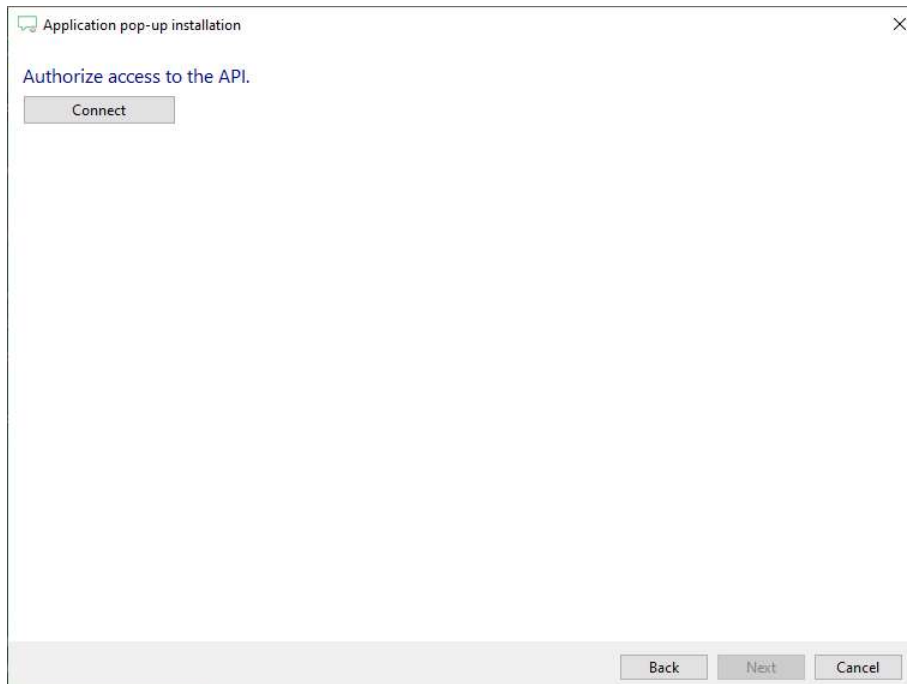 Application pop-up installation
Authorize access to the API.
Connect
Back Next Cancel